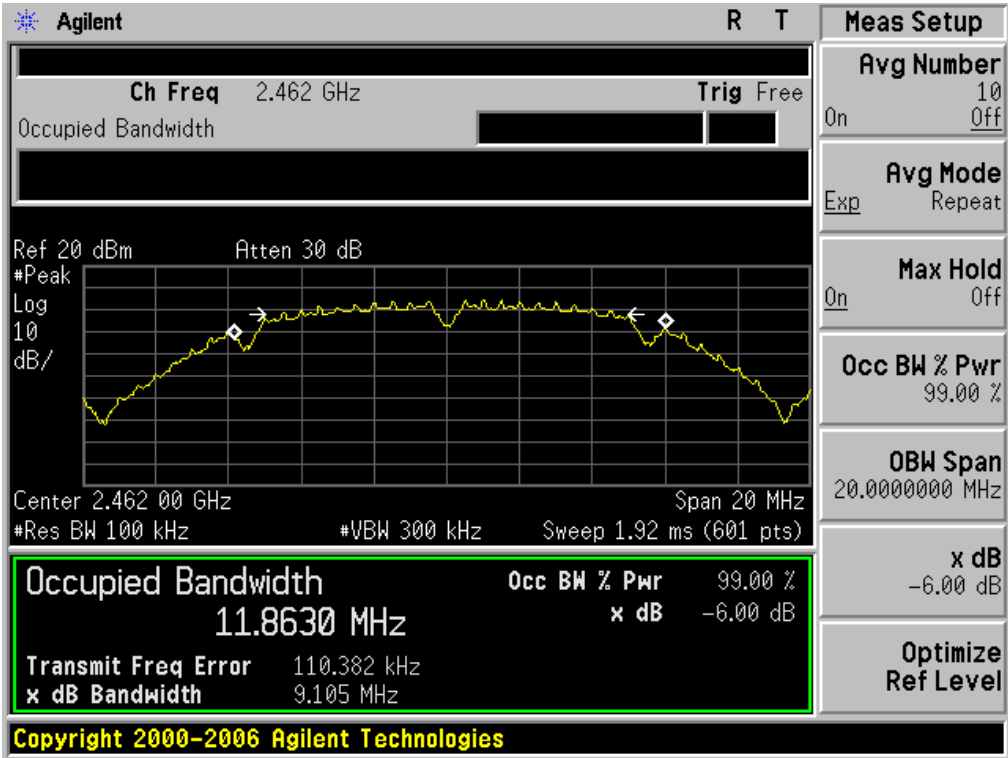 Agilent R T
Meas Setup
Ch Freq 2.462 GHz Trig Free
Occupied Bandwidth
Ref 20 dBm Atten 30 dB
#Peak
Log
10
dB/
Center 2.462 00 GHz Span 20 MHz
#Res BW 100 kHz #VBW 300 kHz Sweep 1.92 ms (601 pts)
Occupied Bandwidth
11.8630 MHz
Occ BW % Pwr 99.00 %
x dB -6.00 dB
Transmit Freq Error 110.382 kHz
x dB Bandwidth 9.105 MHz
Copyright 2000-2006 Agilent Technologies
Avg Number
10
On Off
Avg Mode
Exp Repeat
Max Hold
On Off
Occ BW % Pwr
99.00 %
OBW Span
20.0000000 MHz
x dB
-6.00 dB
Optimize
Ref Level